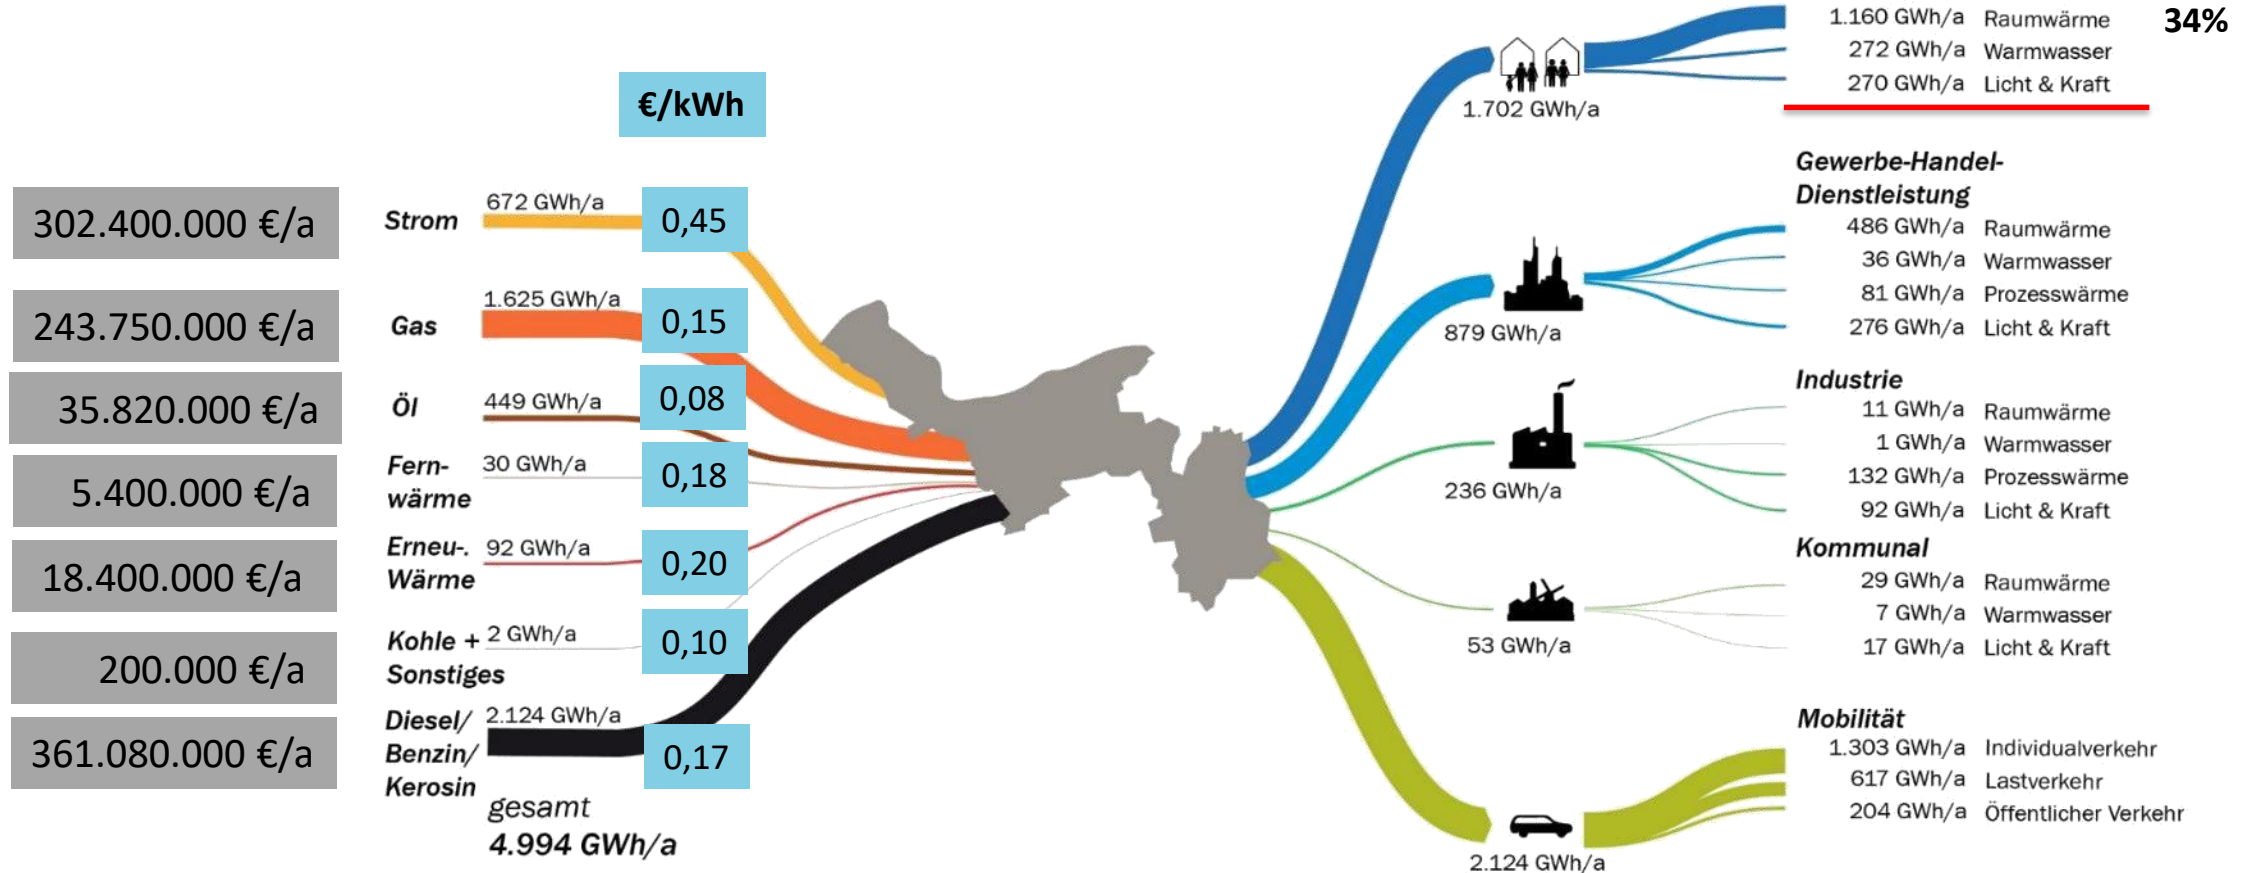 €/kWh
302.400.000 €/a
Strom
672 GWh/a
0,45
243.750.000 €/a
Gas
1.625 GWh/a
0,15
35.820.000 €/a
Öl
449 GWh/a
0,08
5.400.000 €/a
Fern-
wärme
30 GWh/a
0,18
18.400.000 €/a
Erneu-.
Wärme
92 GWh/a
0,20
200.000 €/a
Kohle +
Sonstiges
2 GWh/a
0,10
361.080.000 €/a
Diesel/
Benzin/
Kerosin
2.124 GWh/a
0,17
gesamt
4.994 GWh/a
1.702 GWh/a
1.160 GWh/a Raumwärme
34%
272 GWh/a Warmwasser
270 GWh/a Licht & Kraft
879 GWh/a
Gewerbe-Handel-
Dienstleistung
486 GWh/a Raumwärme
36 GWh/a Warmwasser
81 GWh/a Prozesswärme
276 GWh/a Licht & Kraft
236 GWh/a
Industrie
11 GWh/a Raumwärme
1 GWh/a Warmwasser
132 GWh/a Prozesswärme
92 GWh/a Licht & Kraft
53 GWh/a
Kommunal
29 GWh/a Raumwärme
7 GWh/a Warmwasser
17 GWh/a Licht & Kraft
2.124 GWh/a
Mobilität
1.303 GWh/a Individualverkehr
617 GWh/a Lastverkehr
204 GWh/a Öffentlicher Verkehr